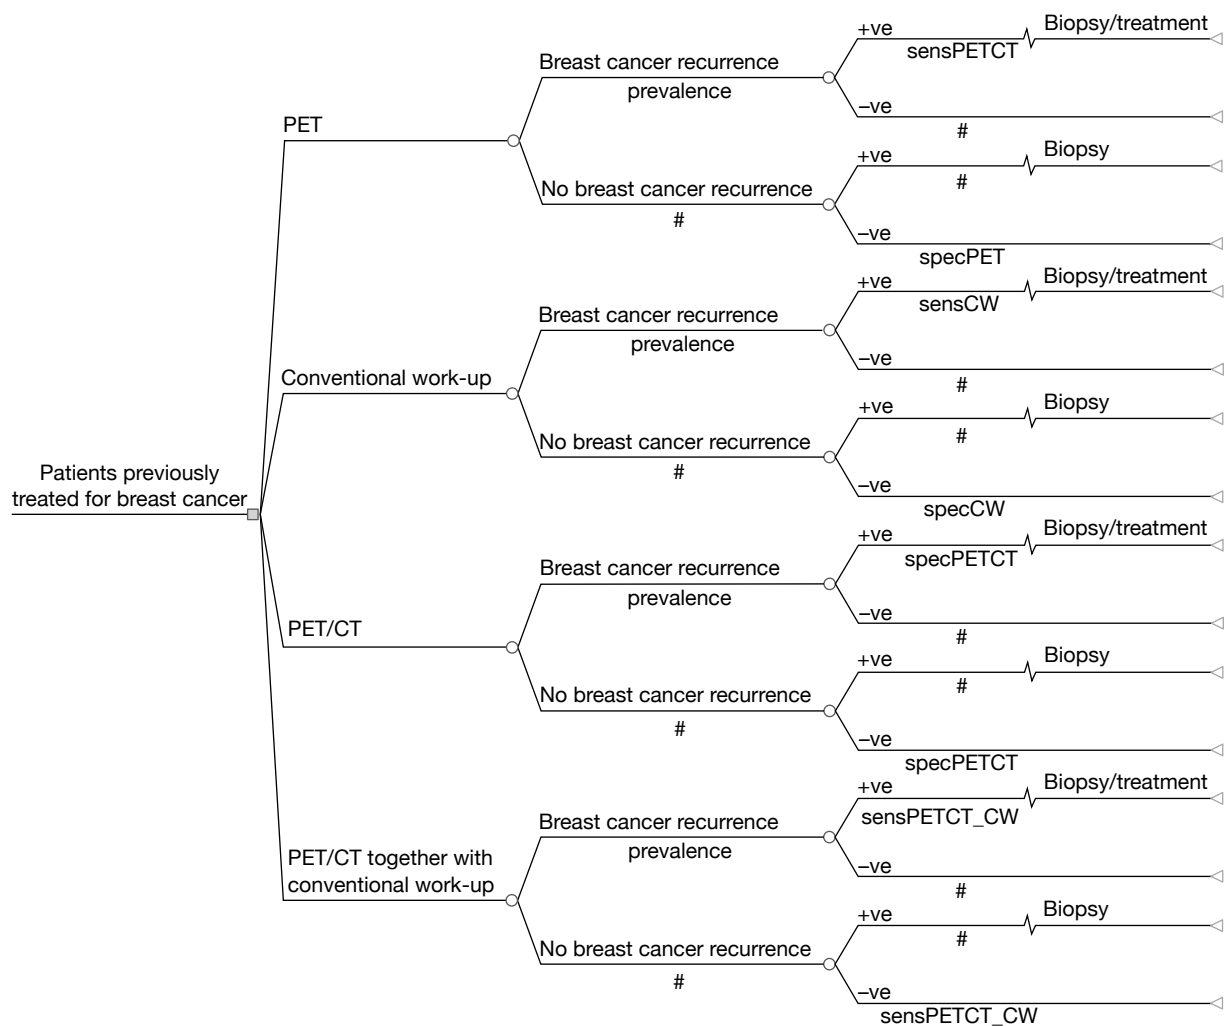 Patients previously
treated for breast cancer
PET
Breast cancer recurrence
prevalence
+ve
sensPETCT
Biopsy/treatment
–ve
#
No breast cancer recurrence
#
+ve
#
Biopsy
–ve
specPET
Conventional work-up
Breast cancer recurrence
prevalence
+ve
sensCW
Biopsy/treatment
–ve
#
No breast cancer recurrence
#
+ve
#
Biopsy
–ve
specCW
PET/CT
Breast cancer recurrence
prevalence
+ve
specPETCT
Biopsy/treatment
–ve
#
No breast cancer recurrence
#
+ve
#
Biopsy
–ve
specPETCT
PET/CT together with
conventional work-up
Breast cancer recurrence
prevalence
+ve
sensPETCT_CW
Biopsy/treatment
–ve
#
No breast cancer recurrence
#
+ve
#
Biopsy
–ve
sensPETCT_CW